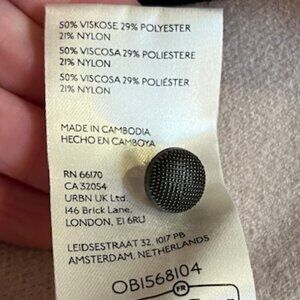 50% VISKOSE 29% POLYESTER
21% NYLON
50% VISCOSA 29% POLIESTERE
21% NYLON
50% VISCOSA 29% POLIÉSTER
21% NYLON
MADE IN CAMBODIA
HECHO EN CAMBOYA
RN 66170
CA 32054
URBN UK Ltd.
146 Brick Lane,
LONDON, E1 6RU
LEIDSESTRAAT 32, 1017 PB
AMSTERDAM, NETHERLANDS
OB1568104
FR